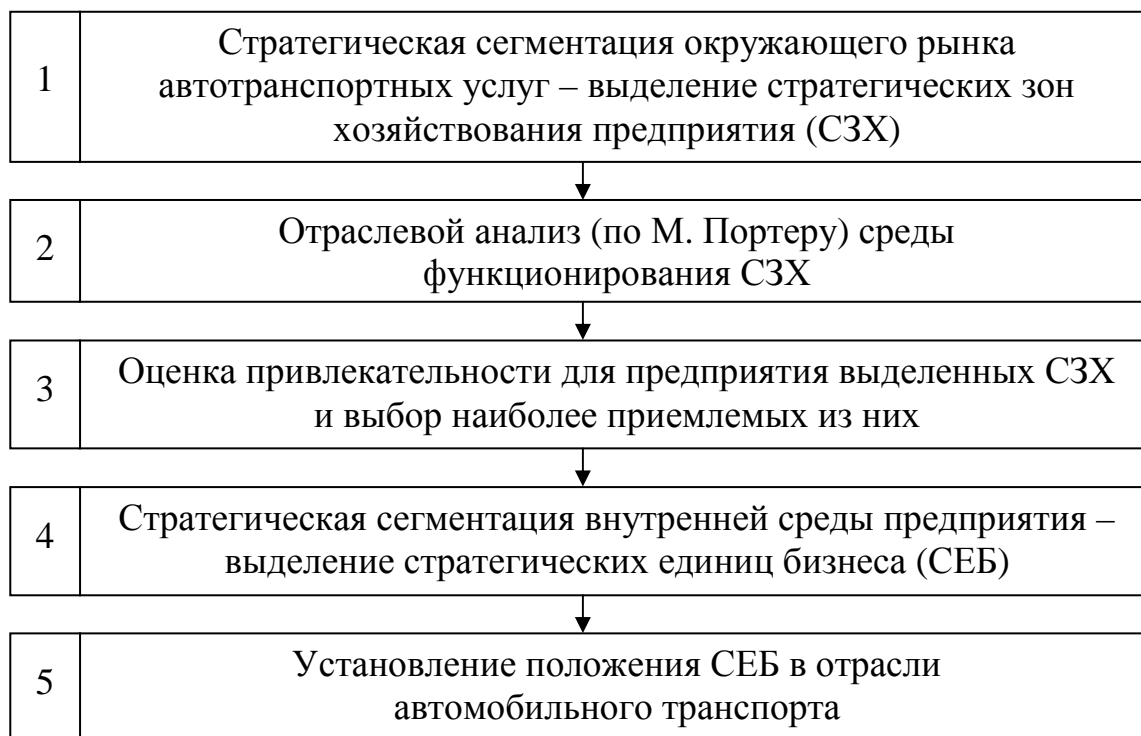 1
Стратегическая сегментация окружающего рынка
автотранспортных услуг – выделение стратегических зон
хозяйствования предприятия (СЗХ)
2
Отраслевой анализ (по М. Портеру) среды
функционирования СЗХ
3
Оценка привлекательности для предприятия выделенных СЗХ
и выбор наиболее приемлемых из них
4
Стратегическая сегментация внутренней среды предприятия –
выделение стратегических единиц бизнеса (СЕБ)
5
Установление положения СЕБ в отрасли
автомобильного транспорта